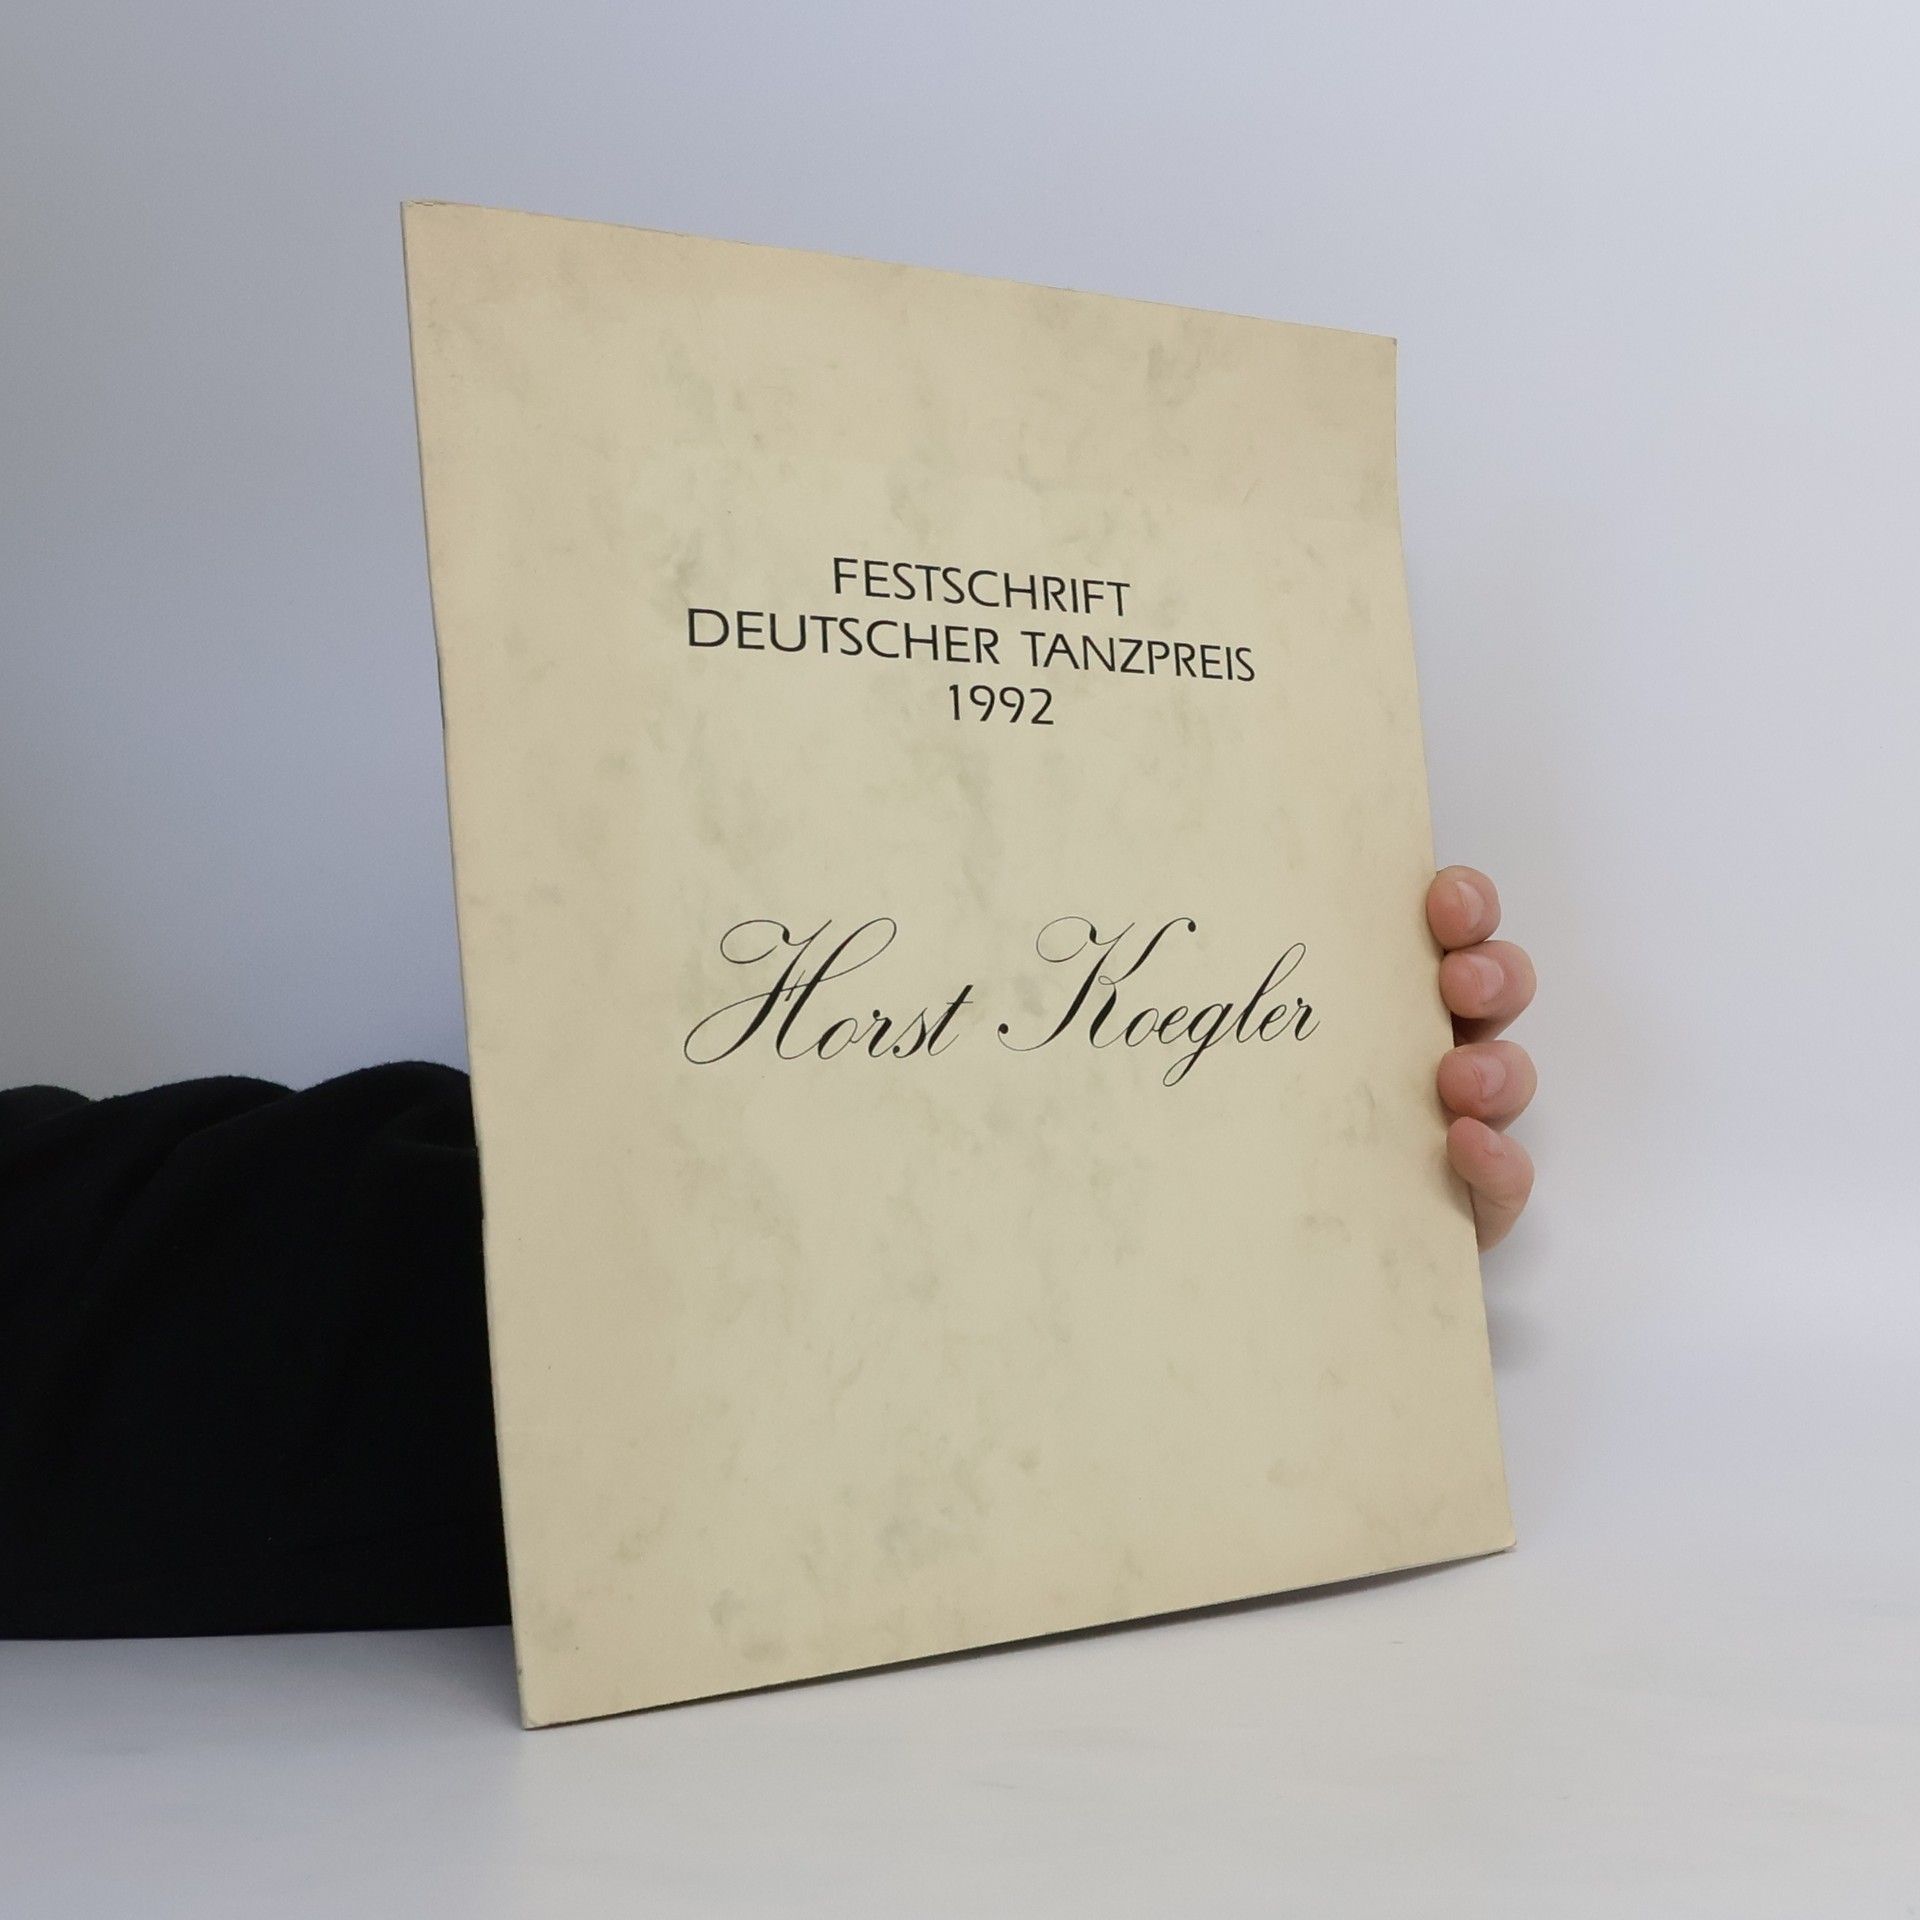 FESTSCHRIFT
DEUTSCHER TANZPREIS
1992
Horst Koegler